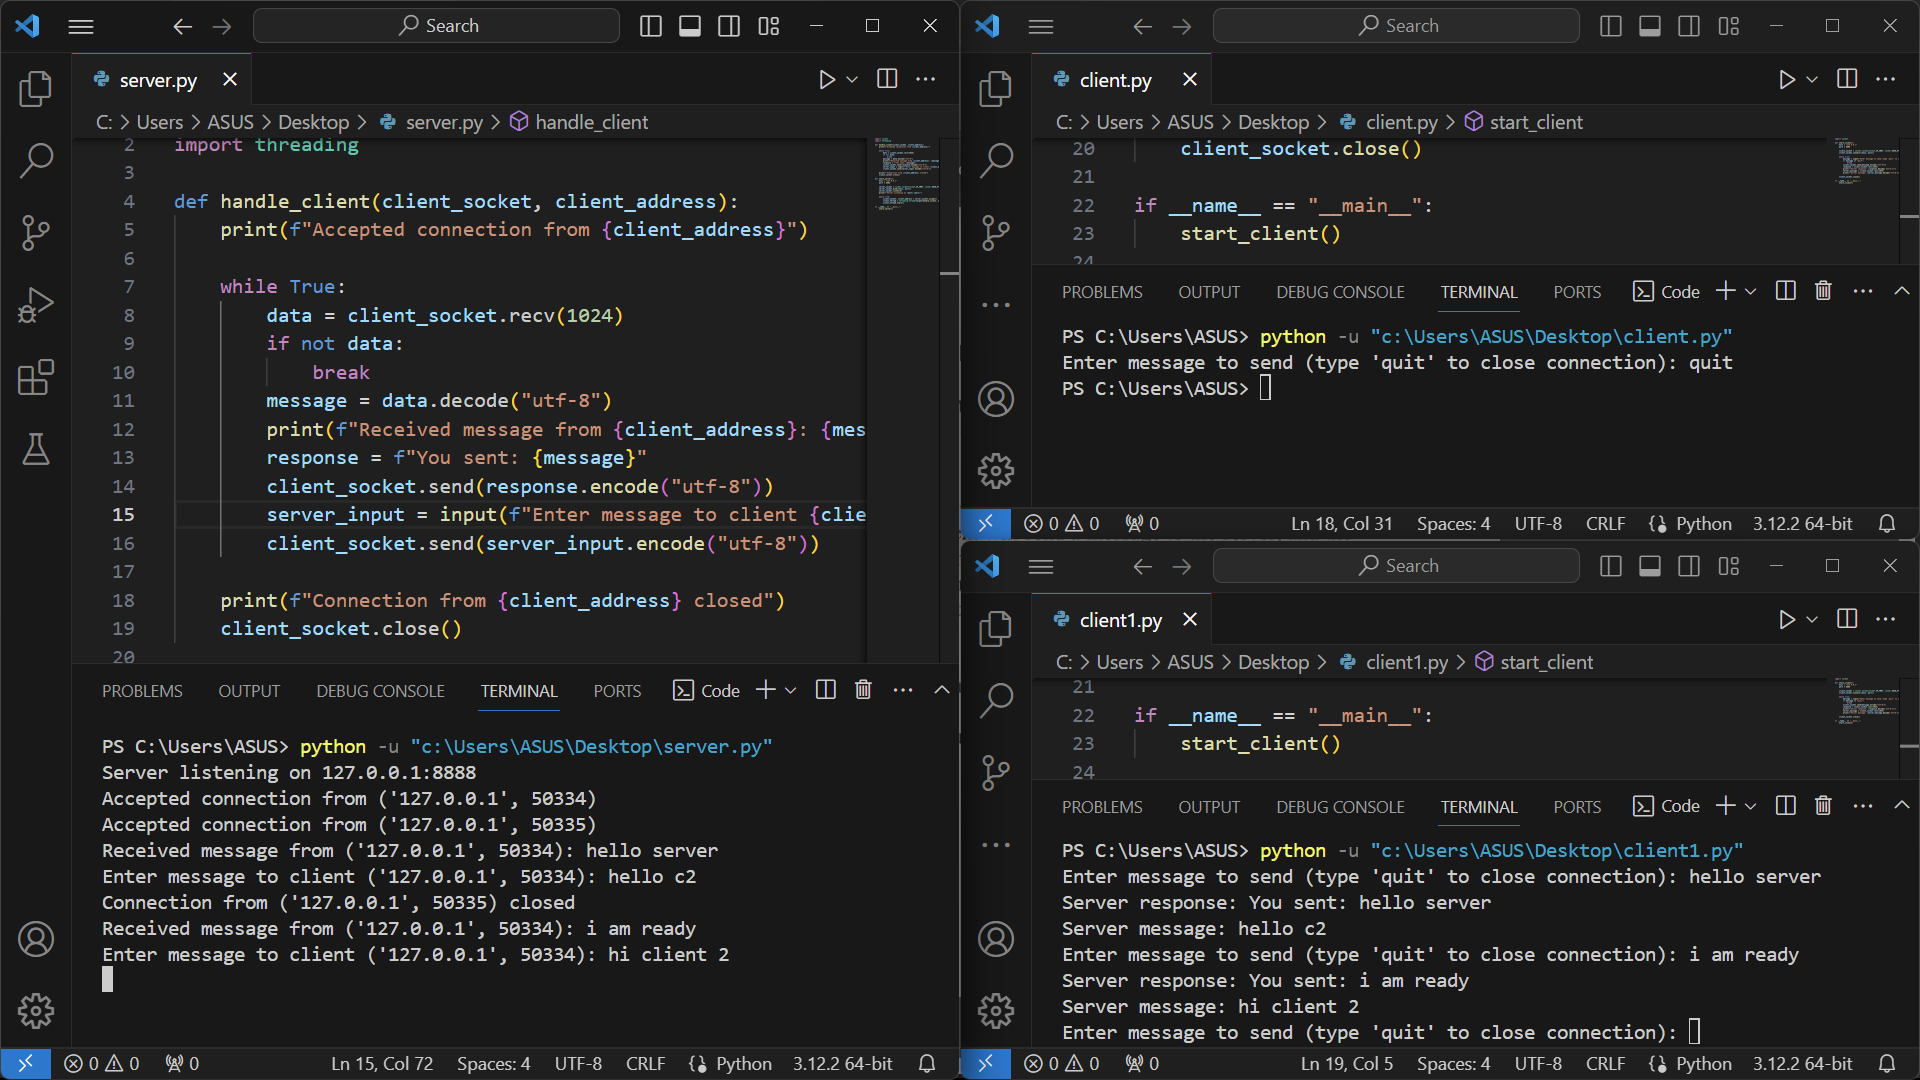 Search
server.py
C: > Users > ASUS > Desktop > server.py > handle_client
2 import threading
3
4 def handle_client(client_socket, client_address):
5 print(f"Accepted connection from {client_address}")
6
7 while True:
8 data = client_socket.recv(1024)
9 if not data:
10 break
11 message = data.decode("utf-8")
12 print(f"Received message from {client_address}: {mes
13 response = f"You sent: {message}"
14 client_socket.send(response.encode("utf-8"))
15 server_input = input(f"Enter message to client {clie
16 client_socket.send(server_input.encode("utf-8"))
17
18 print(f"Connection from {client_address} closed")
19 client_socket.close()
20
PROBLEMS OUTPUT DEBUG CONSOLE TERMINAL PORTS Code
PS C:\Users\ASUS> python -u "c:\Users\ASUS\Desktop\server.py"
Server listening on 127.0.0.1:8888
Accepted connection from ('127.0.0.1', 50334)
Accepted connection from ('127.0.0.1', 50335)
Received message from ('127.0.0.1', 50334): hello server
Enter message to client ('127.0.0.1', 50334): hello c2
Connection from ('127.0.0.1', 50335) closed
Received message from ('127.0.0.1', 50334): i am ready
Enter message to client ('127.0.0.1', 50334): hi client 2
0 0 0 Ln 15, Col 72 Spaces: 4 UTF-8 CRLF Python 3.12.2 64-bit
Search
client.py
C: > Users > ASUS > Desktop > client.py > start_client
20 client_socket.close()
21
22 if __name__ == "__main__":
23 start_client()
24
PROBLEMS OUTPUT DEBUG CONSOLE TERMINAL PORTS Code
PS C:\Users\ASUS> python -u "c:\Users\ASUS\Desktop\client.py"
Enter message to send (type 'quit' to close connection): quit
PS C:\Users\ASUS>
0 0 0 Ln 18, Col 31 Spaces: 4 UTF-8 CRLF Python 3.12.2 64-bit
Search
client1.py
C: > Users > ASUS > Desktop > client1.py > start_client
21
22 if __name__ == "__main__":
23 start_client()
24
PROBLEMS OUTPUT DEBUG CONSOLE TERMINAL PORTS Code
PS C:\Users\ASUS> python -u "c:\Users\ASUS\Desktop\client1.py"
Enter message to send (type 'quit' to close connection): hello server
Server response: You sent: hello server
Server message: hello c2
Enter message to send (type 'quit' to close connection): i am ready
Server response: You sent: i am ready
Server message: hi client 2
Enter message to send (type 'quit' to close connection):
0 0 0 Ln 19, Col 5 Spaces: 4 UTF-8 CRLF Python 3.12.2 64-bit